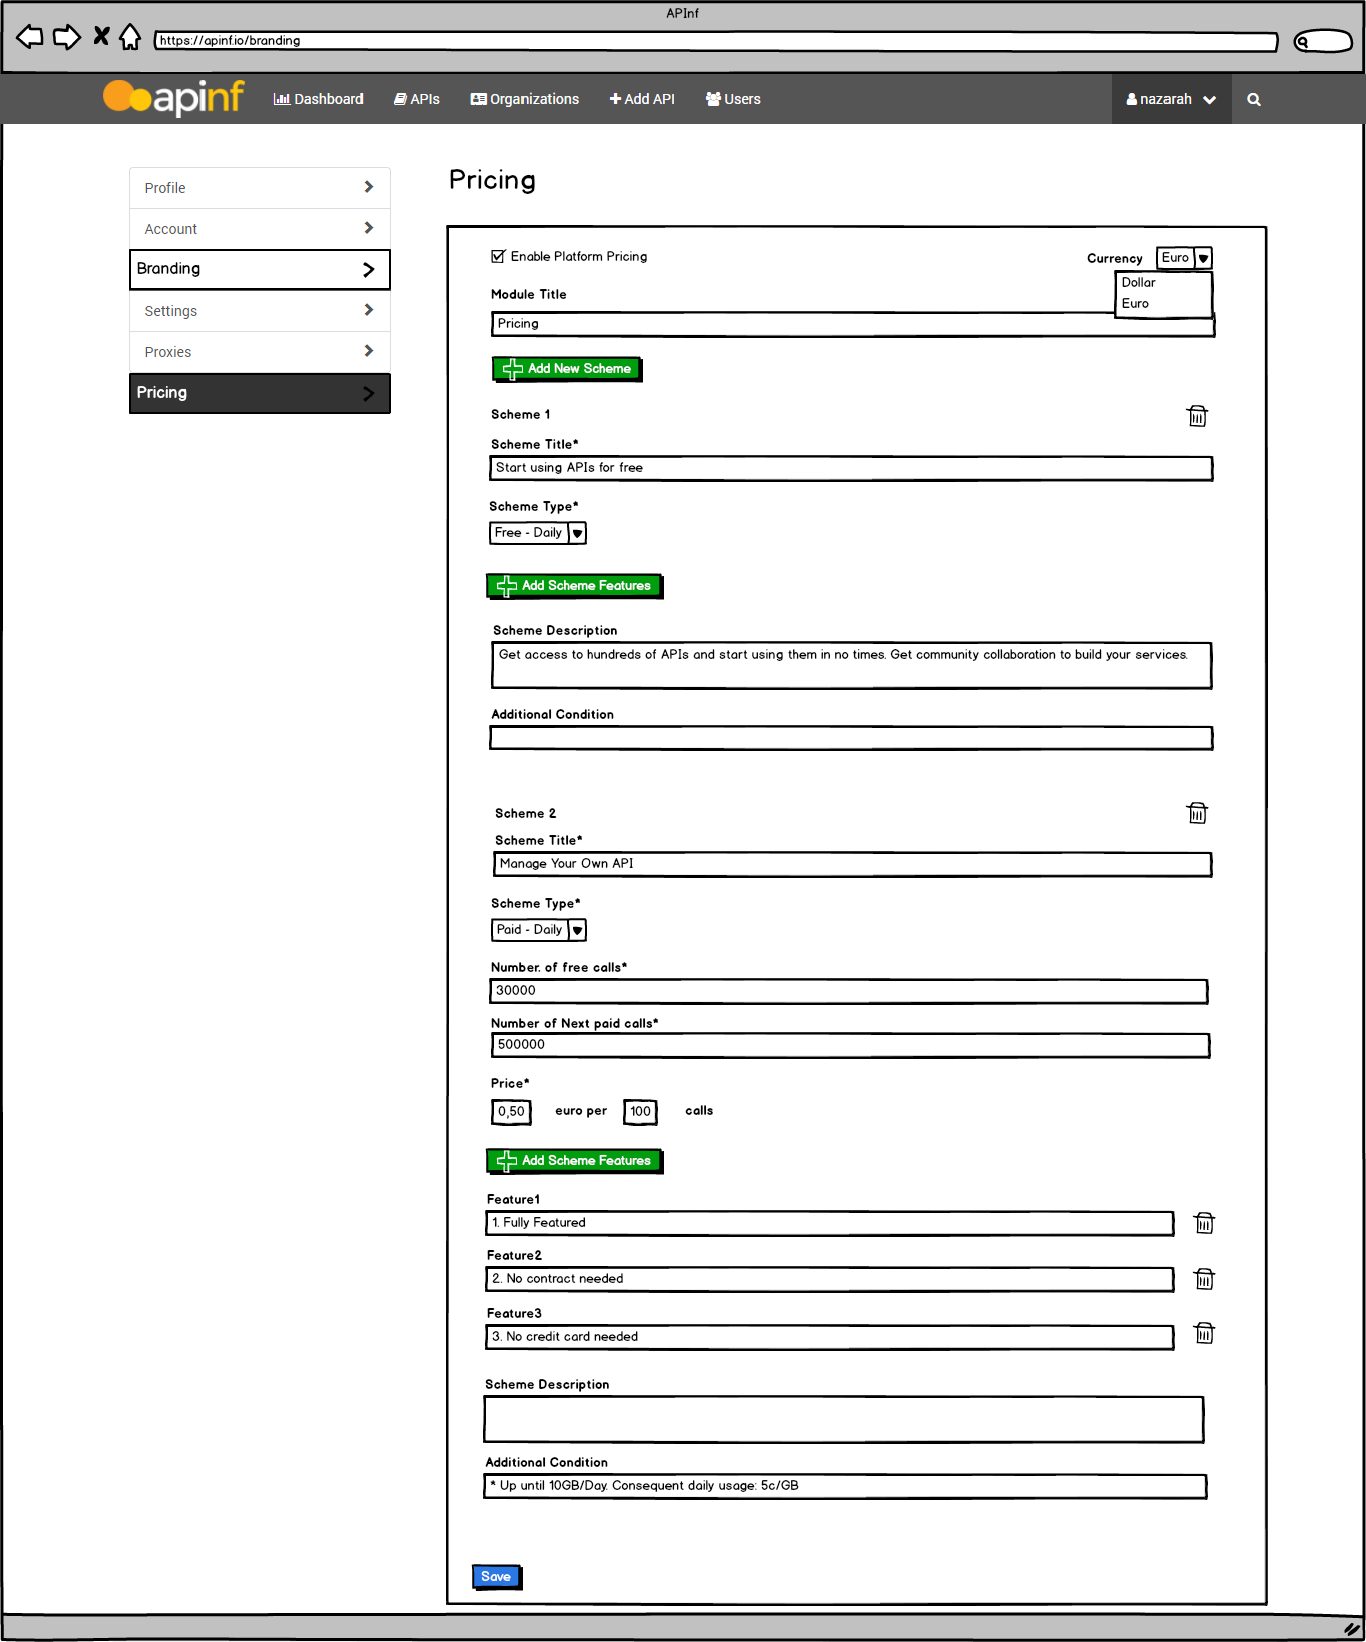 APInf
https://apinf.io/branding
apinf Dashboard APIs Organizations Add API Users nazarah
Profile
Account
Branding
Settings
Proxies
Pricing
Pricing
Enable Platform Pricing
Currency Euro
Dollar
Euro
Module Title
Pricing
Add New Scheme
Scheme 1
Scheme Title*
Start using APIs for free
Scheme Type*
Free - Daily
Add Scheme Features
Scheme Description
Get access to hundreds of APIs and start using them in no times. Get community collaboration to build your services.
Additional Condition
Scheme 2
Scheme Title*
Manage Your Own API
Scheme Type*
Paid - Daily
Number. of free calls*
30000
Number of Next paid calls*
500000
Price*
0,50 euro per 100 calls
Add Scheme Features
Feature1
1. Fully Featured
Feature2
2. No contract needed
Feature3
3. No credit card needed
Scheme Description
Additional Condition
* Up until 10GB/Day. Consequent daily usage: 5c/GB
Save